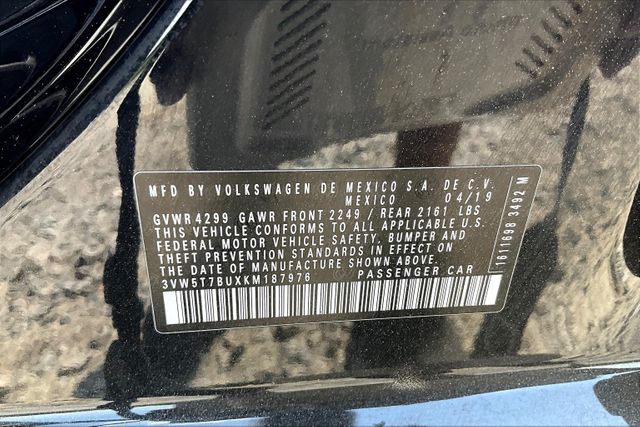 MFD BY VOLKSWAGEN DE MEXICO S.A. DE C.V.
MEXICO 04/19
GVWR 4299 GAWR FRONT 2249 / REAR 2161 LBS
THIS VEHICLE CONFORMS TO ALL APPLICABLE U.S.
FEDERAL MOTOR VEHICLE SAFETY, BUMPER AND
THEFT PREVENTION STANDARDS IN EFFECT ON
THE DATE OF MANUFACTURE SHOWN ABOVE.
3VW5T7BUXKM187976 PASSENGER CAR
16111698 3492 M